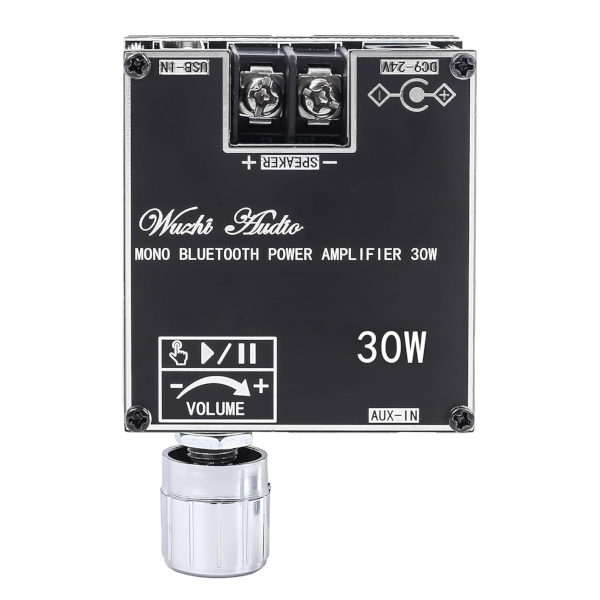 USB-IN
DC9-24V
+ SPEAKER -
Wuzhi Audio
MONO BLUETOOTH POWER AMPLIFIER 30W
30W
- +
VOLUME
AUX-IN